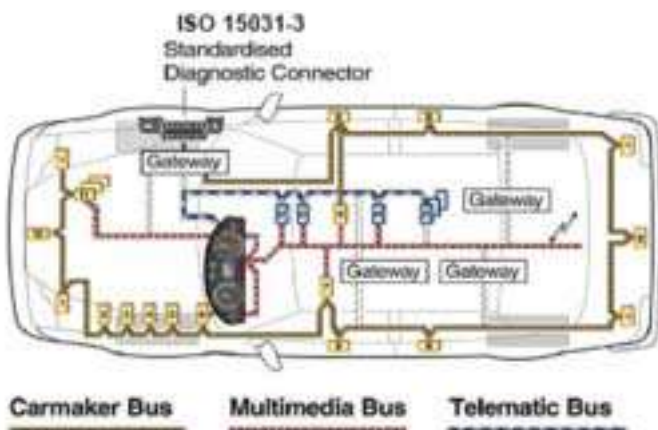 ISO 15031-3
Standardised
Diagnostic Connector
Gateway
Gateway
Gateway
Gateway
Carmaker Bus
Multimedia Bus
Telematic Bus